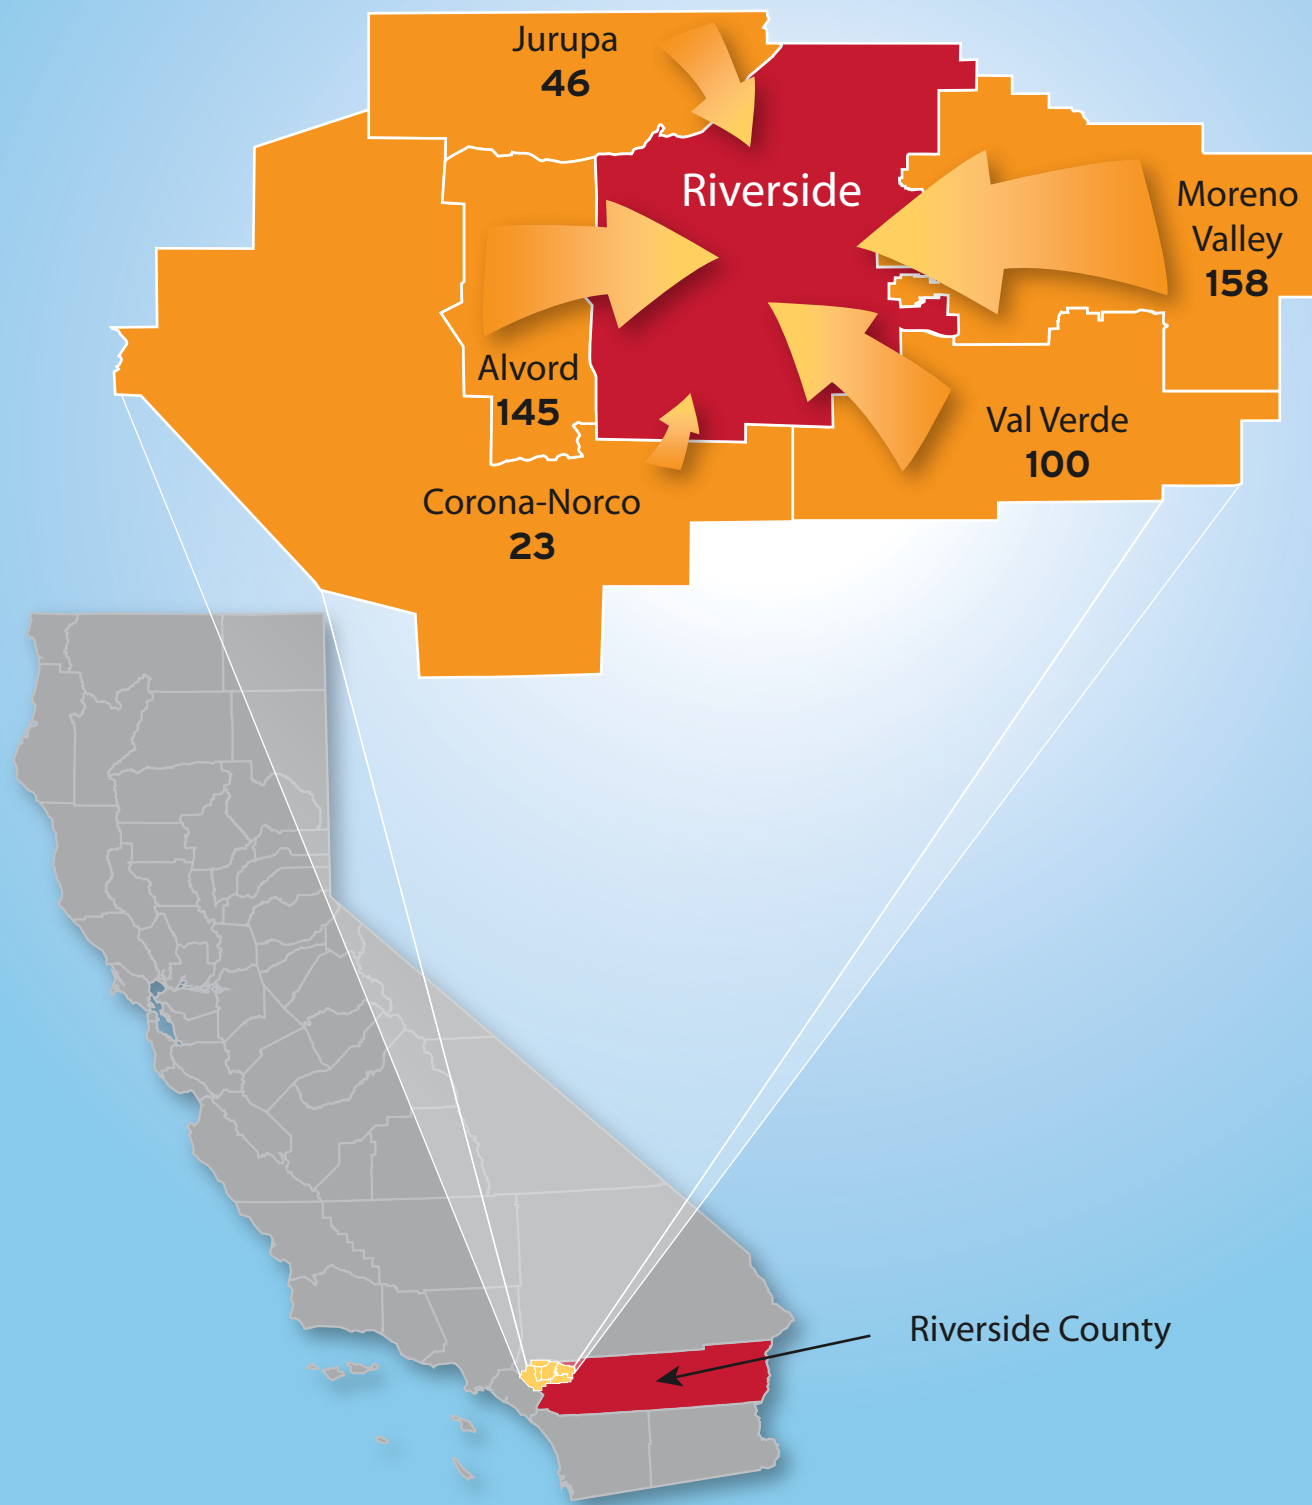 Jurupa
46
Riverside
Moreno
Valley
158
Alvord
145
Val Verde
100
Corona-Norco
23
Riverside County